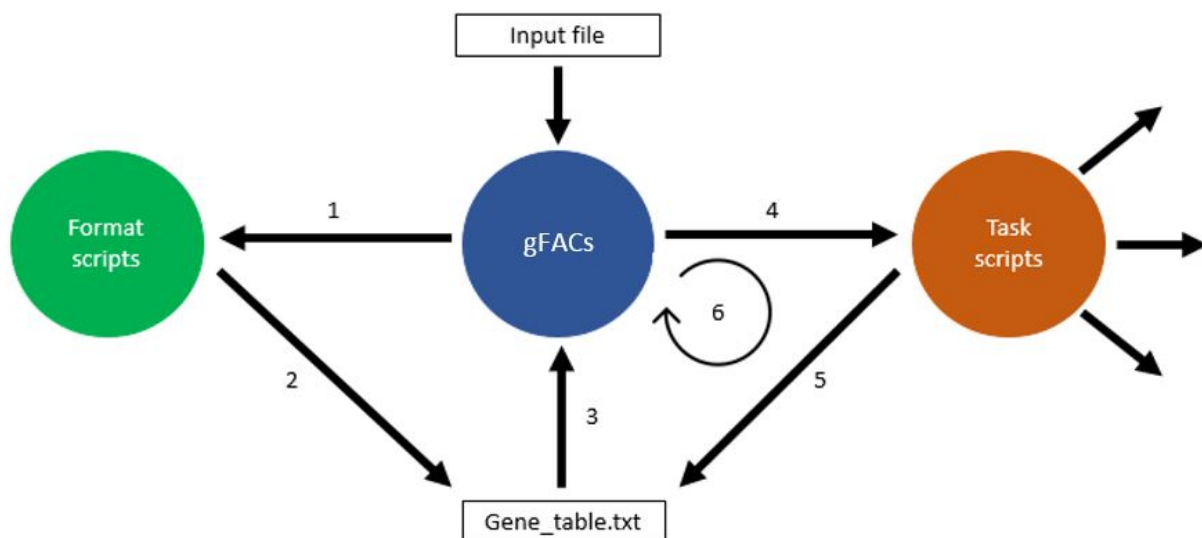 Input file
Format
scripts
1
gFACs
4
Task
scripts
6
2
3
5
Gene_table.txt